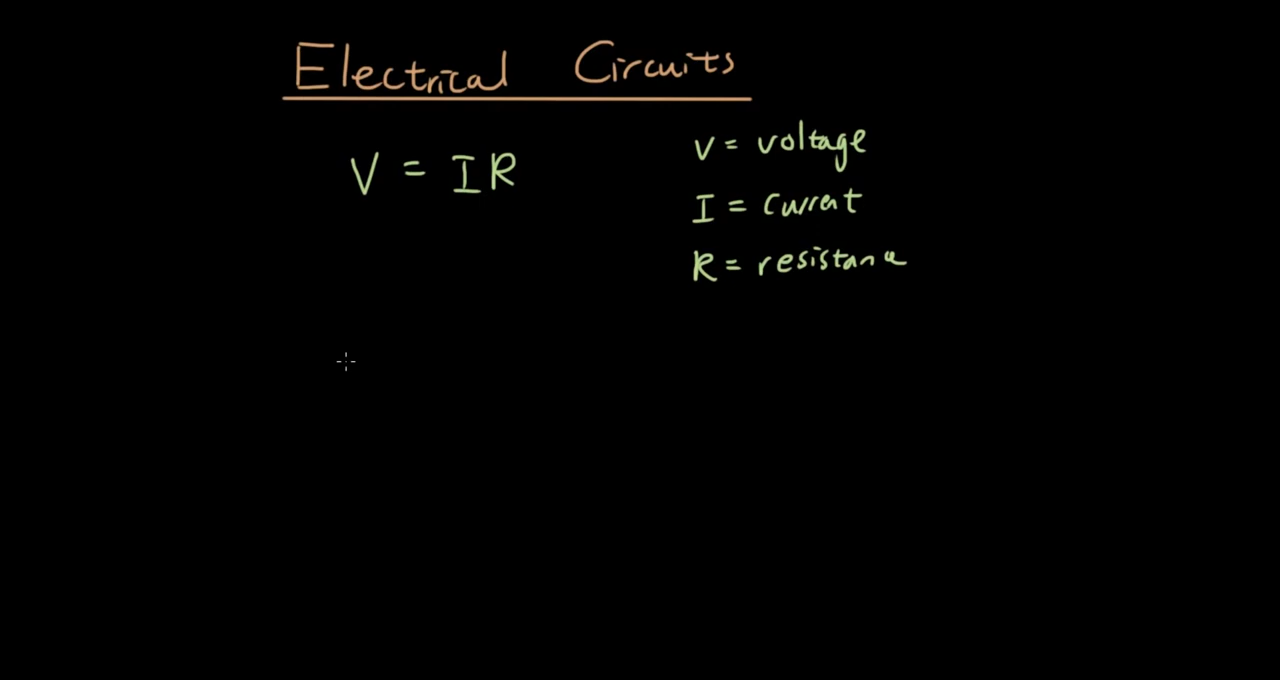 Electrical Circuits
V = IR
V = voltage
I = current
R = resistance